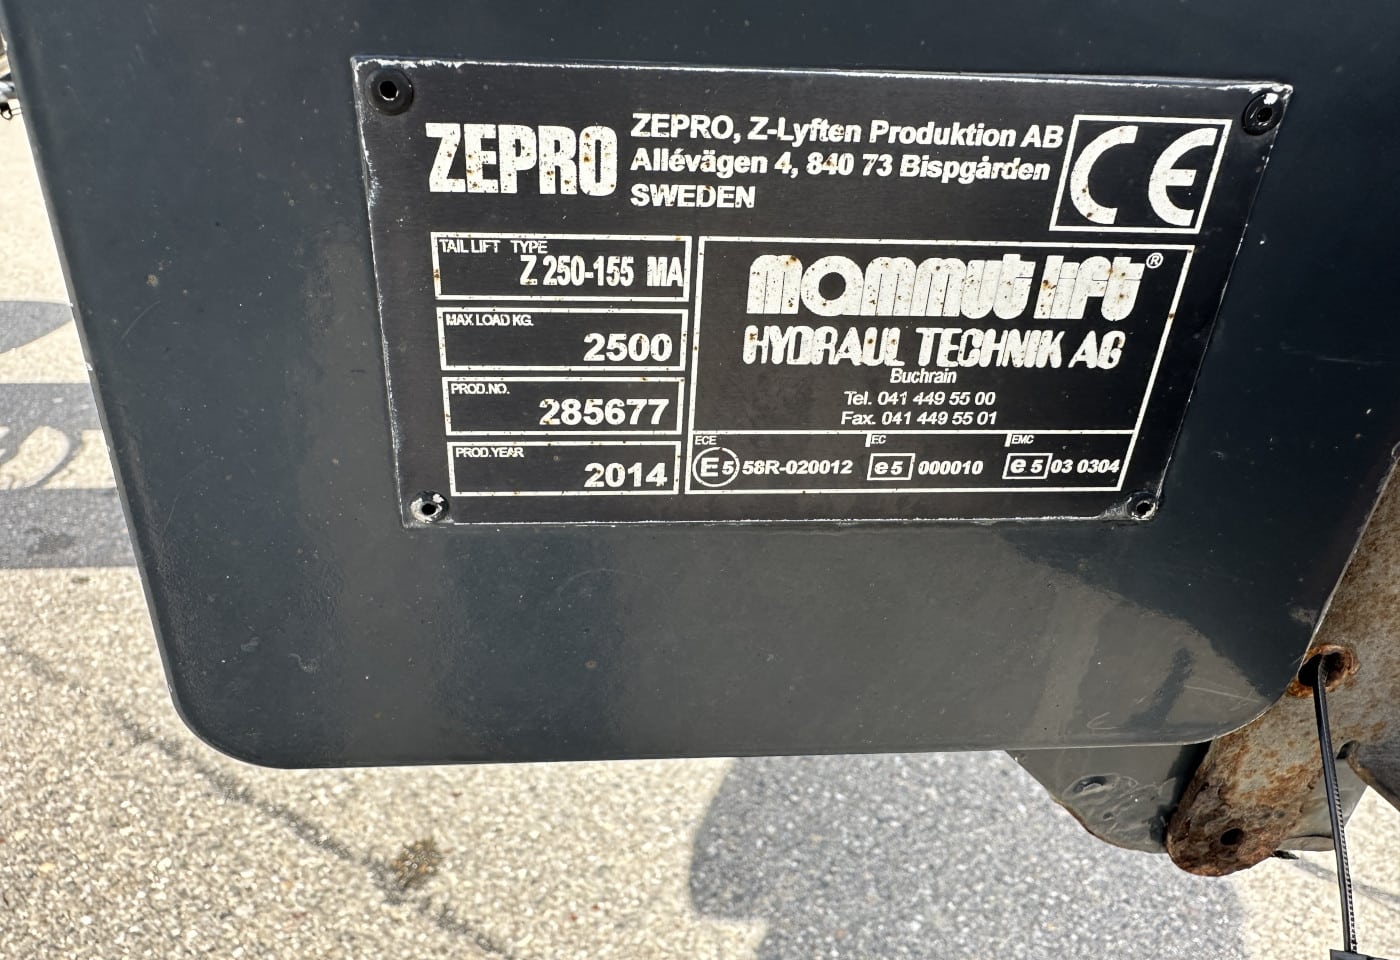 ZEPRO
ZEPRO, Z-Lyften Produktion AB
Allévägen 4, 840 73 Bispgården
SWEDEN
CE
TAIL LIFT TYPE
Z 250-155 MA
MAX LOAD KG.
2500
PROD.NO.
285677
PROD.YEAR
2014
mammut lift®
HYDRAUL TECHNIK AG
Buchrain
Tel. 041 449 55 00
Fax. 041 449 55 01
ECE
E5 58R-020012
EC
e5 000010
EMC
e5 03 0304